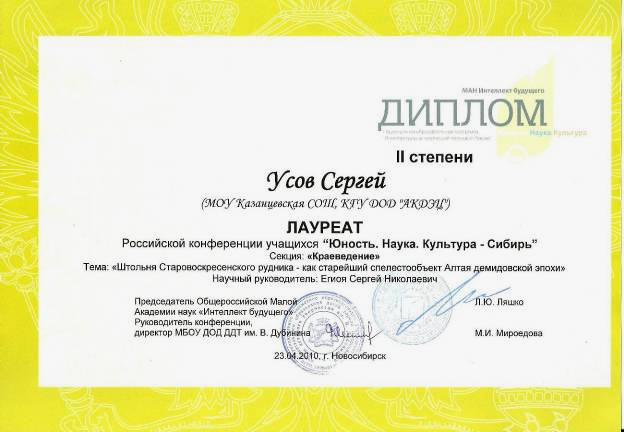 МАН Интеллект будущего
ДИПЛОМ
Наука Культура
II степени
Усов Сергей
(МОУ Казанцевская СОШ, КГУ ДОД "АКДЭЦ")
ЛАУРЕАТ
Российской конференции учащихся "Юность. Наука. Культура - Сибирь"
Секция: «Краеведение»
Тема: «Штольня Старовоскресенского рудника - как старейший спелестообъект Алтая демидовской эпохи»
Научный руководитель: Егиоя Сергей Николаевич
Председатель Общероссийской Малой
Академии наук «Интеллект будущего»
Л.Ю. Ляшко
Руководитель конференции,
директор МБОУ ДОД ДДТ им. В. Дубинина
М.И. Мироедова
23.04.2010, г. Новосибирск